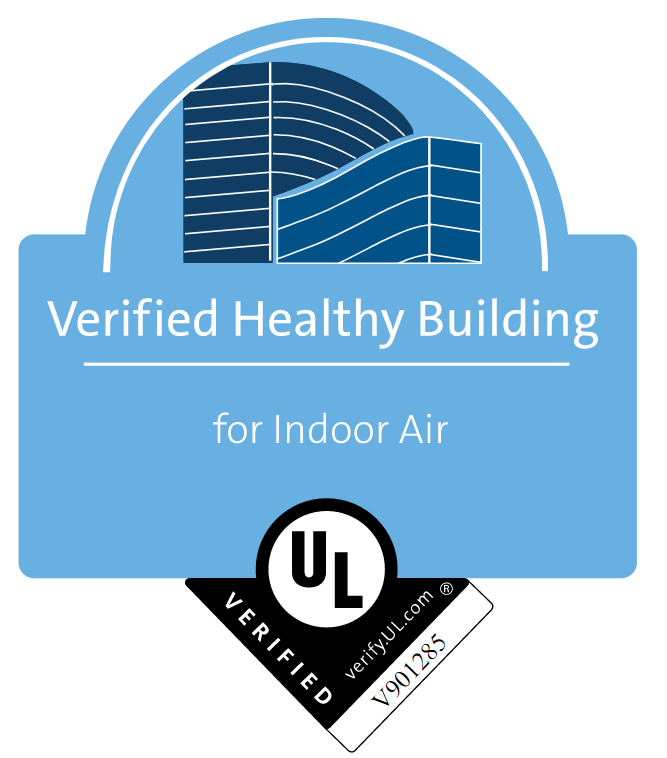 Verified Healthy Building
for Indoor Air
UL
VERIFIED
verify.UL.com ®
V901285